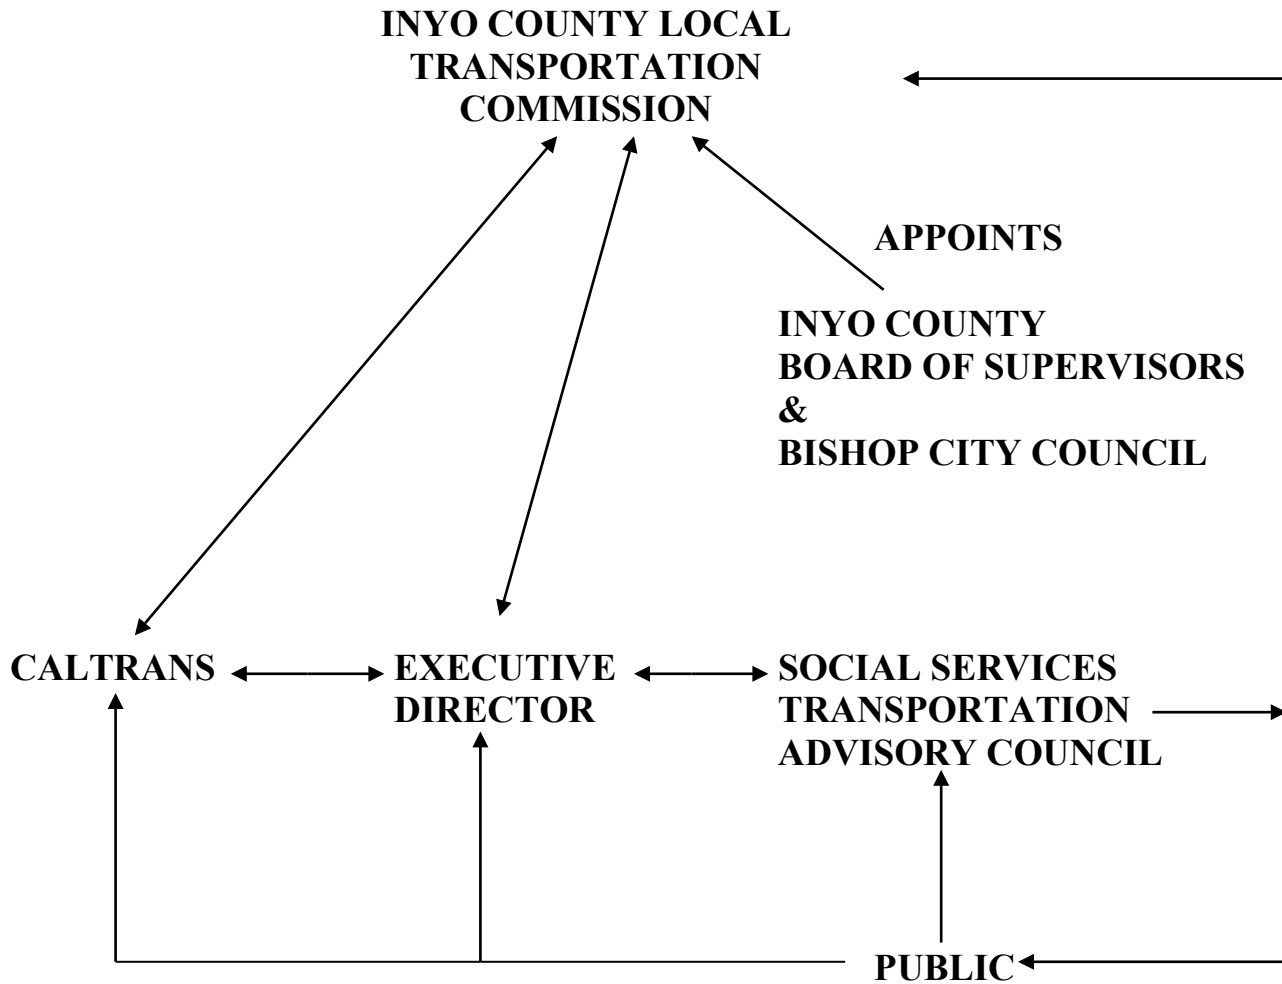 INYO COUNTY LOCAL
TRANSPORTATION
COMMISSION
APPOINTS
INYO COUNTY
BOARD OF SUPERVISORS
&
BISHOP CITY COUNCIL
CALTRANS
EXECUTIVE
DIRECTOR
SOCIAL SERVICES
TRANSPORTATION
ADVISORY COUNCIL
PUBLIC